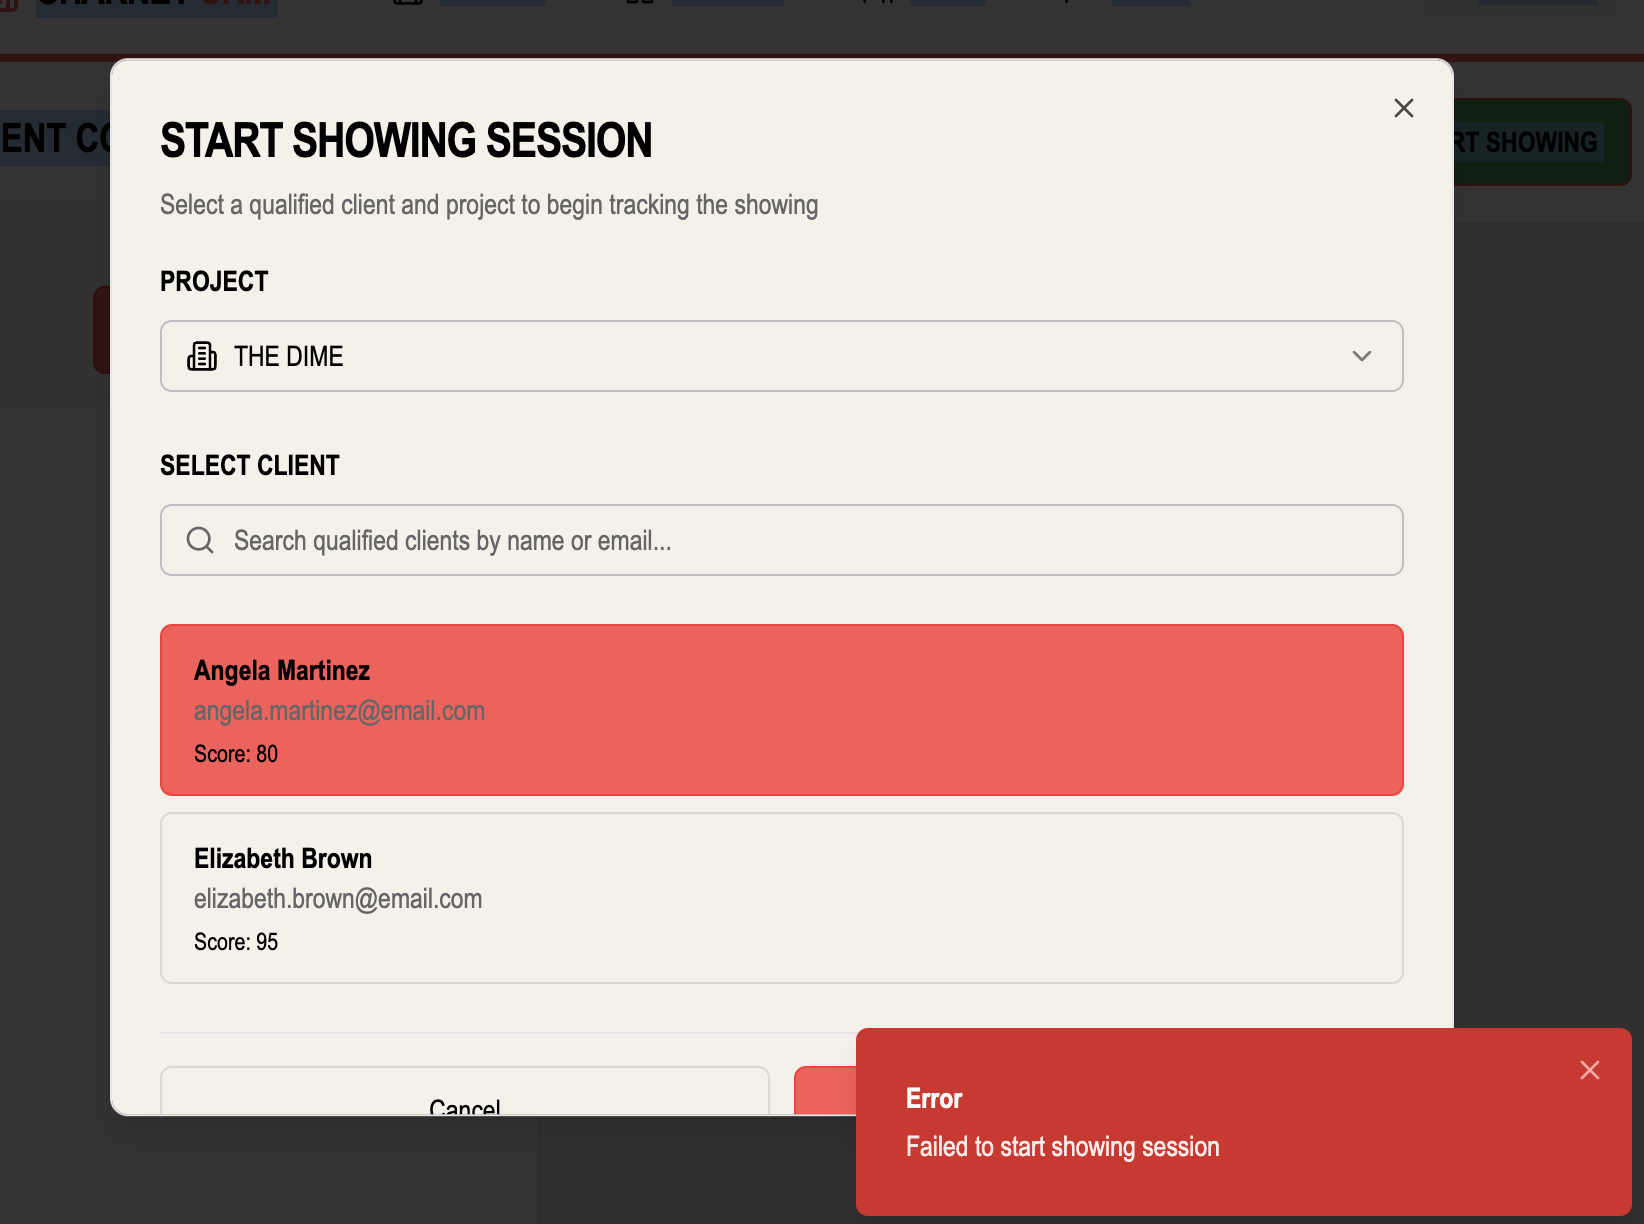 START SHOWING SESSION
Select a qualified client and project to begin tracking the showing
PROJECT
THE DIME
SELECT CLIENT
Search qualified clients by name or email...
Angela Martinez
angela.martinez@email.com
Score: 80
Elizabeth Brown
elizabeth.brown@email.com
Score: 95
Cancel
Error
Failed to start showing session
ENT CO
RT SHOWING